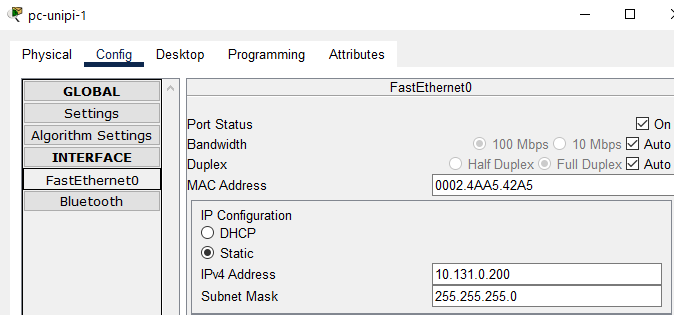 pc-unipi-1
Physical Config Desktop Programming Attributes
GLOBAL
Settings
Algorithm Settings
INTERFACE
FastEthernet0
Bluetooth
FastEthernet0
Port Status On
Bandwidth 100 Mbps 10 Mbps Auto
Duplex Half Duplex Full Duplex Auto
MAC Address 0002.4AA5.42A5
IP Configuration
DHCP
Static
IPv4 Address 10.131.0.200
Subnet Mask 255.255.255.0